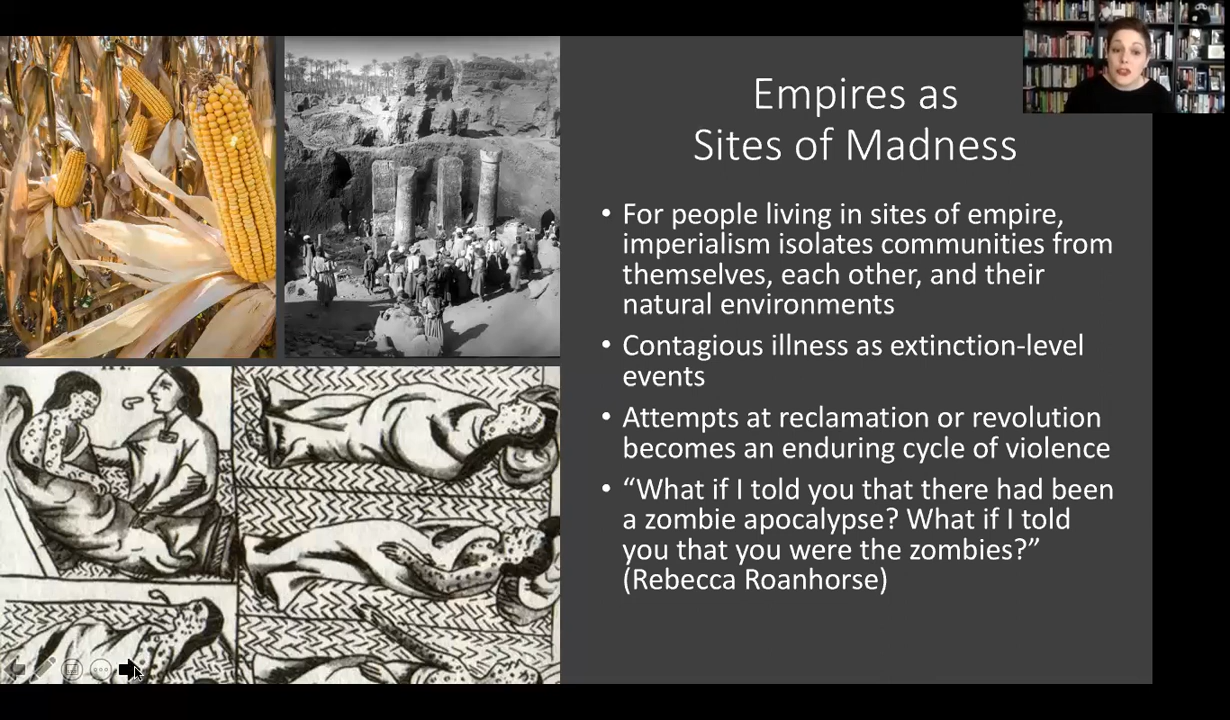 Empires as
Sites of Madness
• For people living in sites of empire,
imperialism isolates communities from
themselves, each other, and their
natural environments
• Contagious illness as extinction-level
events
• Attempts at reclamation or revolution
becomes an enduring cycle of violence
• “What if I told you that there had been
a zombie apocalypse? What if I told
you that you were the zombies?”
(Rebecca Roanhorse)